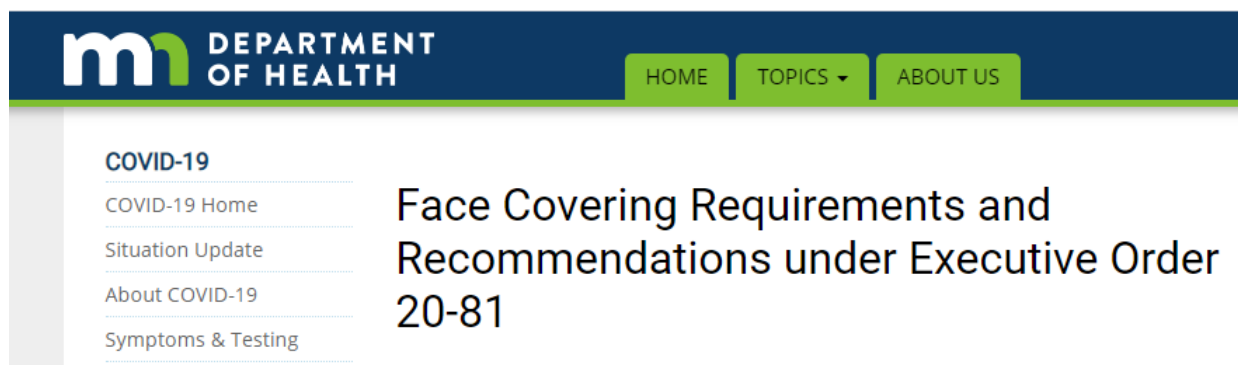 mn DEPARTMENT
OF HEALTH
HOME
TOPICS
ABOUT US
COVID-19
COVID-19 Home
Situation Update
About COVID-19
Symptoms & Testing
Face Covering Requirements and
Recommendations under Executive Order
20-81